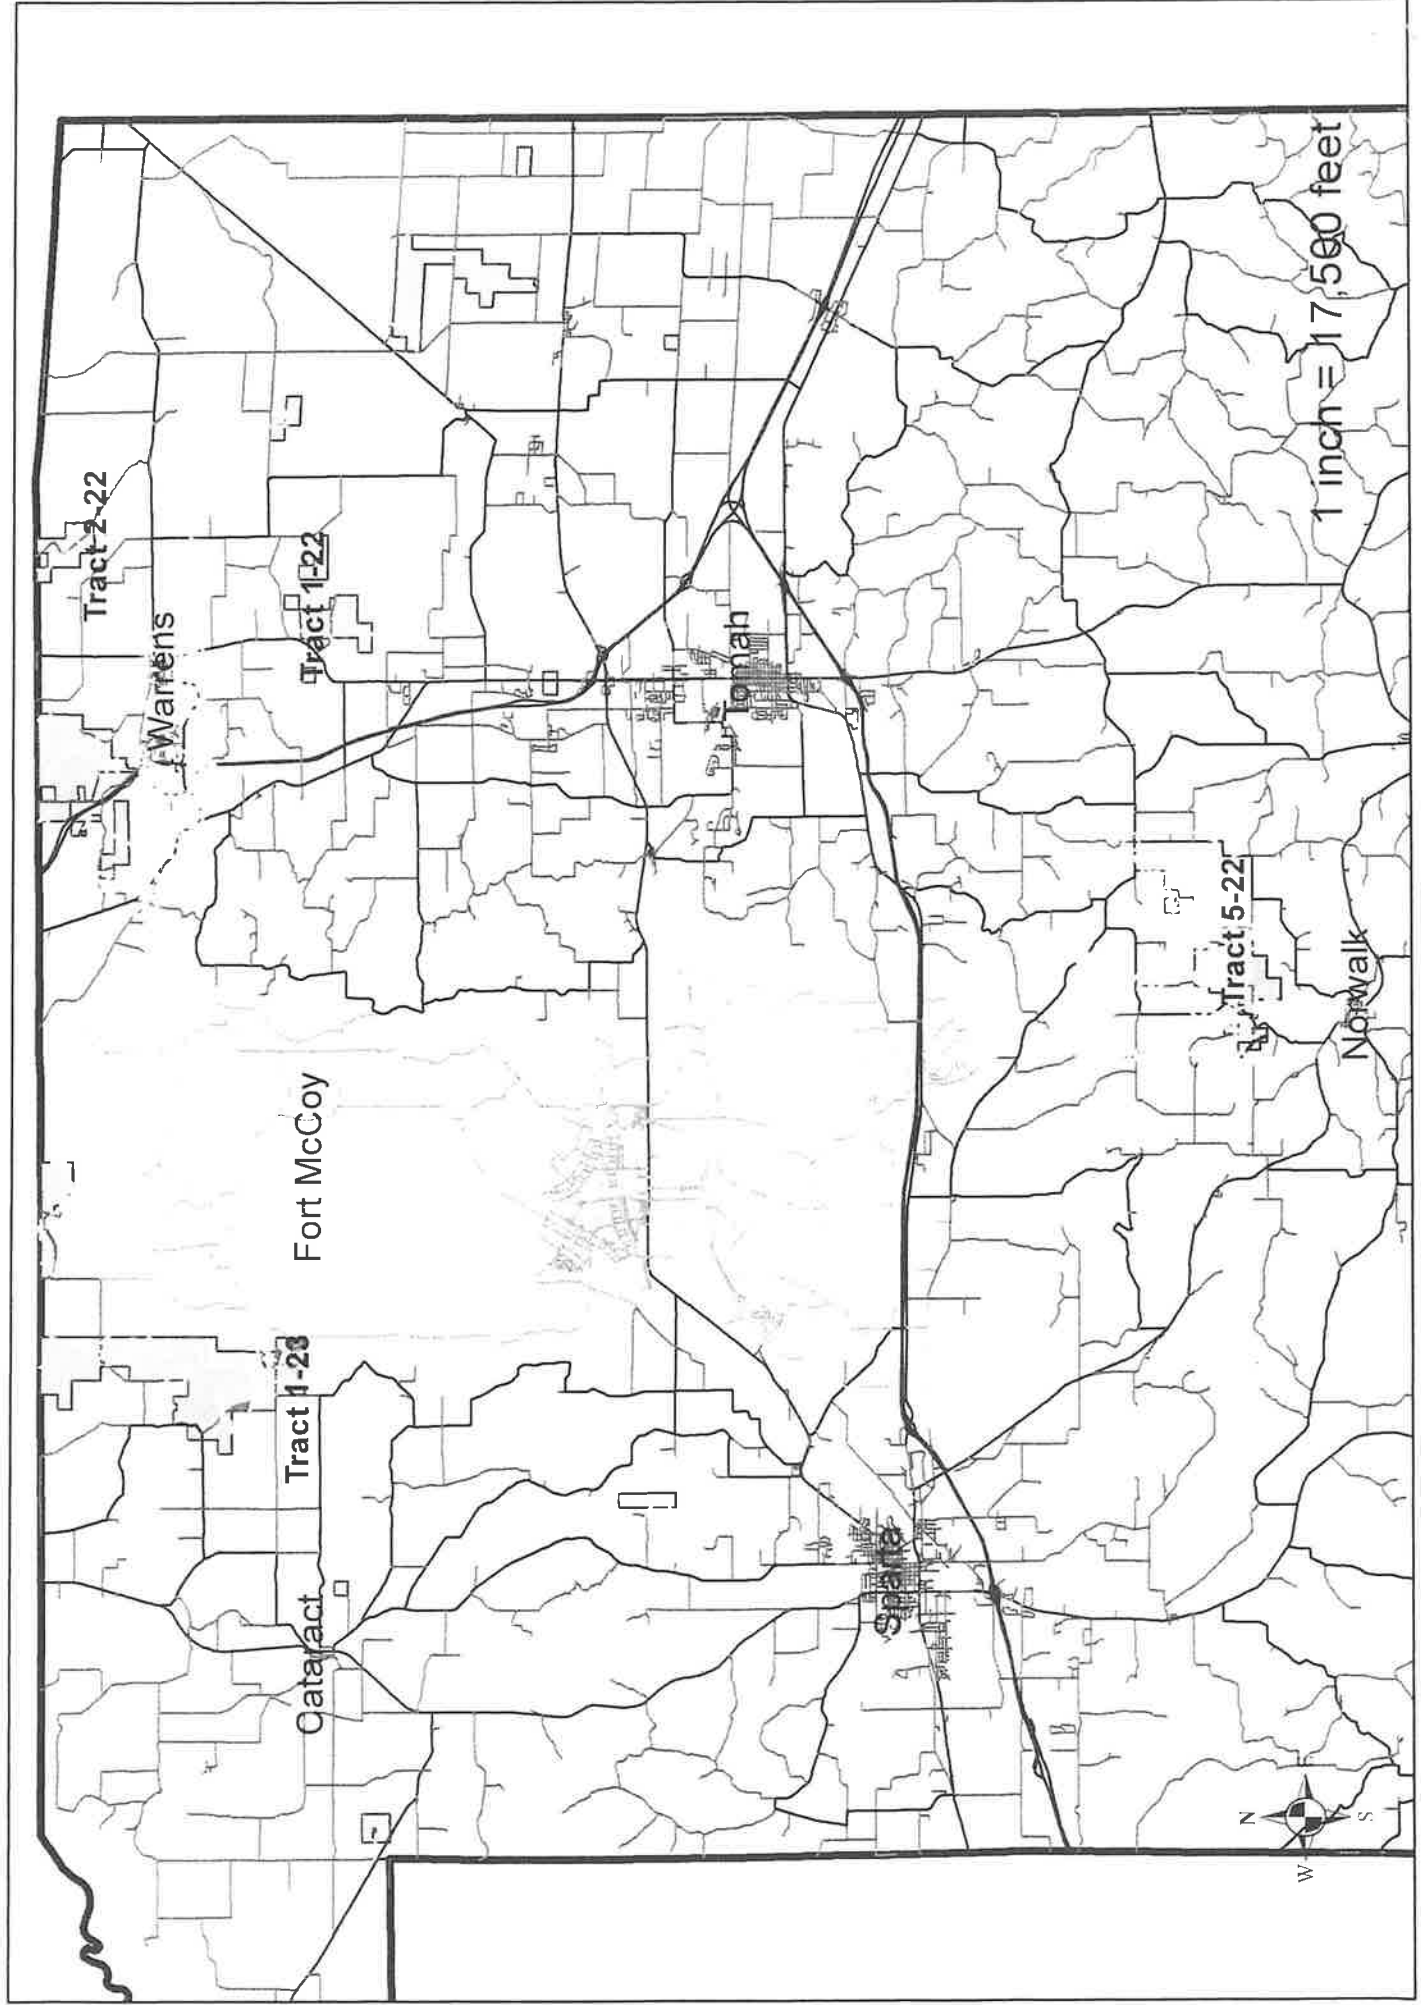 Tract 2-22
Warrens
Tract 1-22
Fort McCoy
Tract 1-23
Cataract
Tomah
Sparta
Tract 5-22
Norwalk
1 inch = 17,500 feet
N
W
S